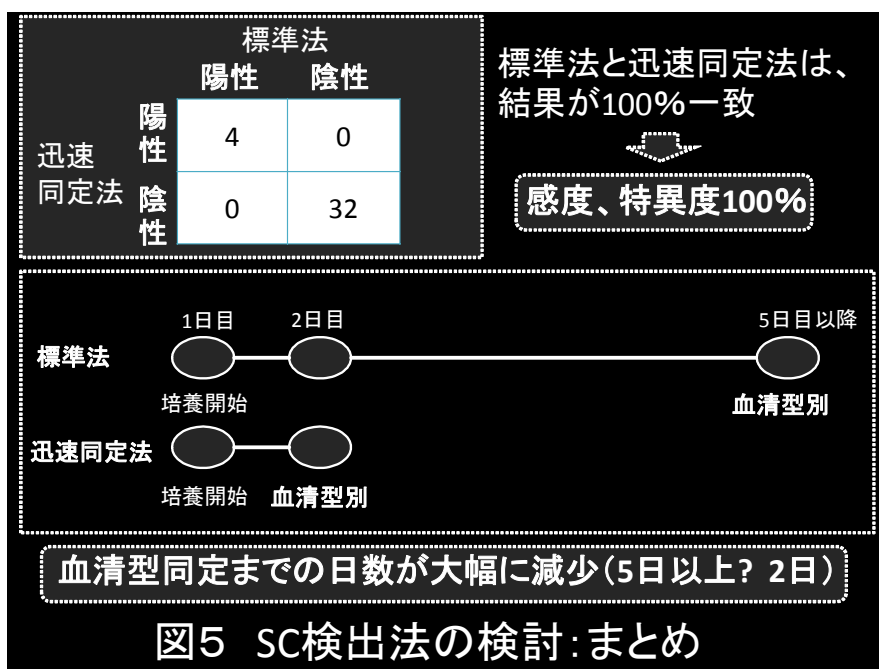 標準法
陽性 陰性
迅速同定法
陽性 4 0
陰性 0 32
標準法と迅速同定法は、
結果が100%一致
感度、特異度100%
1日目 2日目 5日目以降
標準法
培養開始 血清型別
迅速同定法
培養開始 血清型別
血清型同定までの日数が大幅に減少(5日以上? 2日)
図5 SC検出法の検討:まとめ